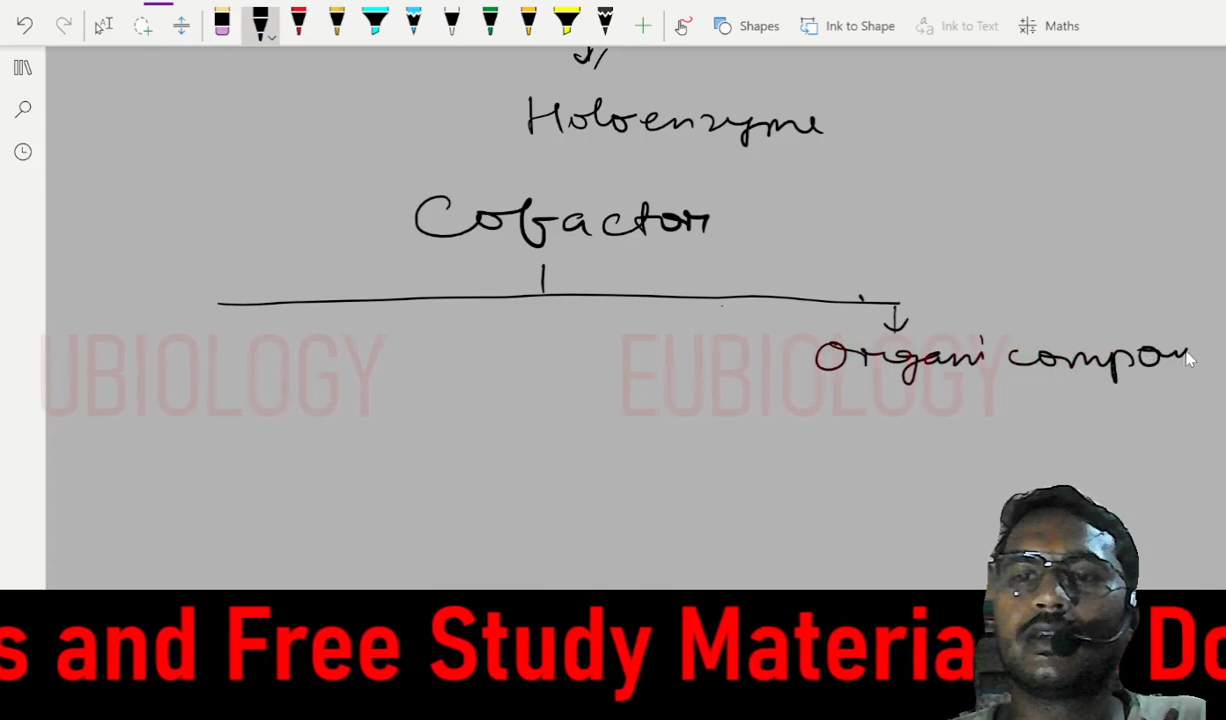 Shapes Ink to Shape Ink to Text Maths
Holoenzyme
Cofactor
Organi compou
UBIOLOGY EUBIOLOGY
s and Free Study Materia Do